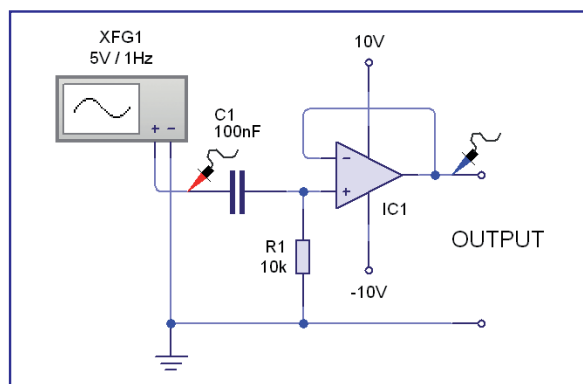 XFG1
5V / 1Hz
+ −
C1
100nF
10V
−
+
IC1
R1
10k
-10V
OUTPUT